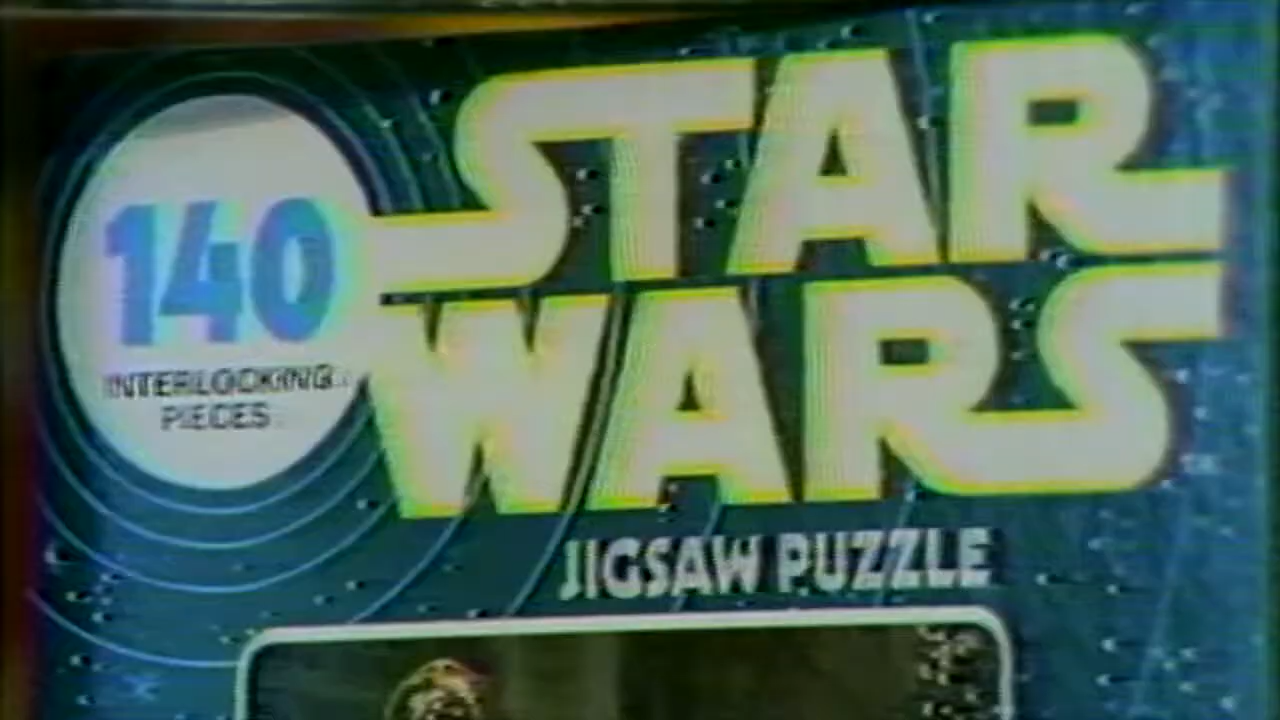 140
INTERLOCKING
PIECES
STAR
WARS
JIGSAW PUZZLE